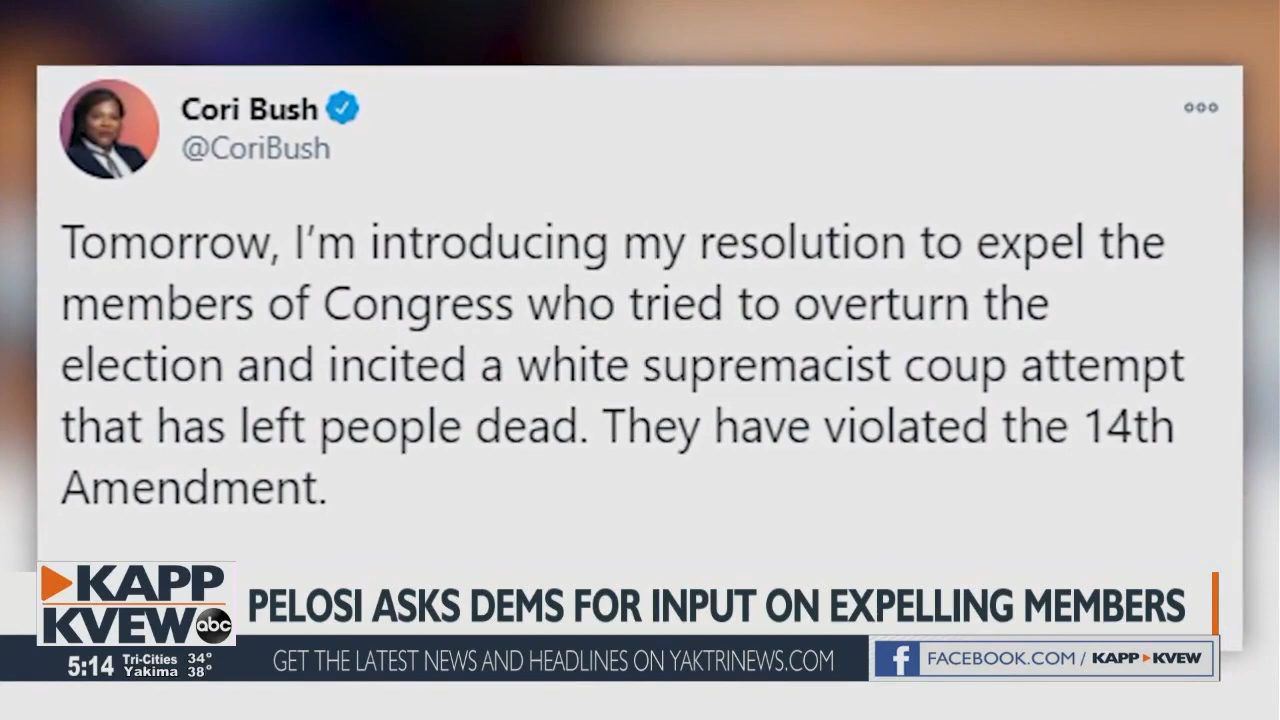 Cori Bush
@CoriBush
Tomorrow, I'm introducing my resolution to expel the
members of Congress who tried to overturn the
election and incited a white supremacist coup attempt
that has left people dead. They have violated the 14th
Amendment.
KAPP
KVEW abc
PELOSI ASKS DEMS FOR INPUT ON EXPELLING MEMBERS
5:14
Tri-Cities 34°
Yakima 38°
GET THE LATEST NEWS AND HEADLINES ON YAKTRINEWS.COM
f FACEBOOK.COM / KAPP KVEW